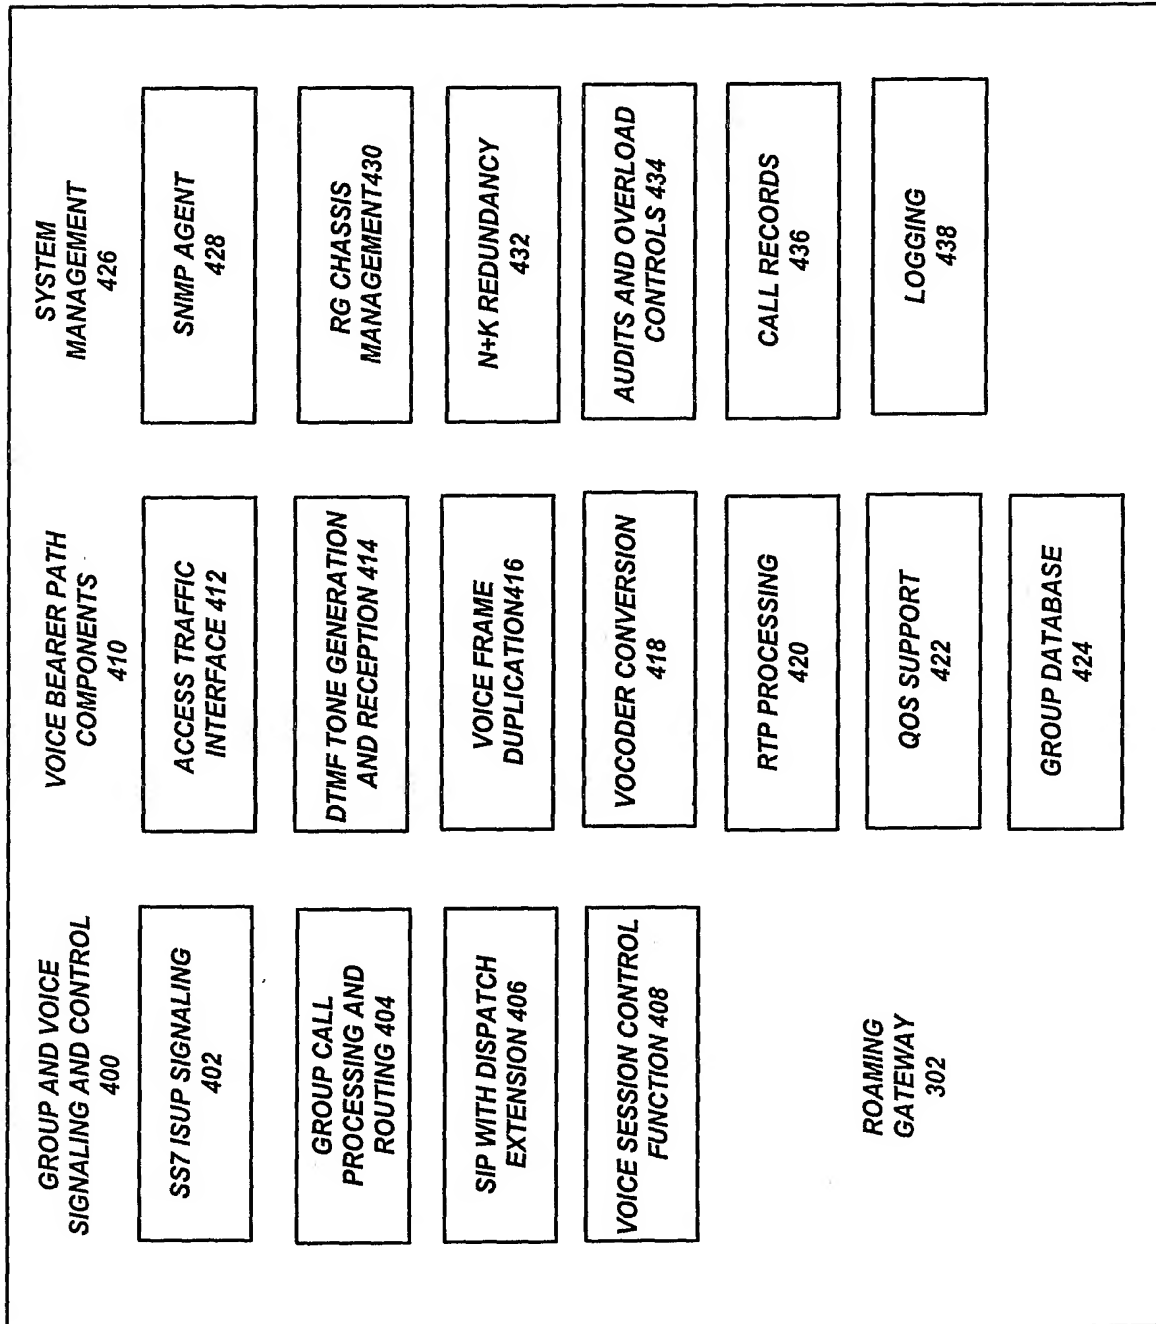 GROUP AND VOICE
SIGNALING AND CONTROL
400
SS7 ISUP SIGNALING
402
GROUP CALL
PROCESSING AND
ROUTING 404
SIP WITH DISPATCH
EXTENSION 406
VOICE SESSION CONTROL
FUNCTION 408
ROAMING
GATEWAY
302
VOICE BEARER PATH
COMPONENTS
410
ACCESS TRAFFIC
INTERFACE 412
DTMF TONE GENERATION
AND RECEPTION 414
VOICE FRAME
DUPLICATION416
VOCODER CONVERSION
418
RTP PROCESSING
420
QOS SUPPORT
422
GROUP DATABASE
424
SYSTEM
MANAGEMENT
426
SNMP AGENT
428
RG CHASSIS
MANAGEMENT430
N+K REDUNDANCY
432
AUDITS AND OVERLOAD
CONTROLS 434
CALL RECORDS
436
LOGGING
438